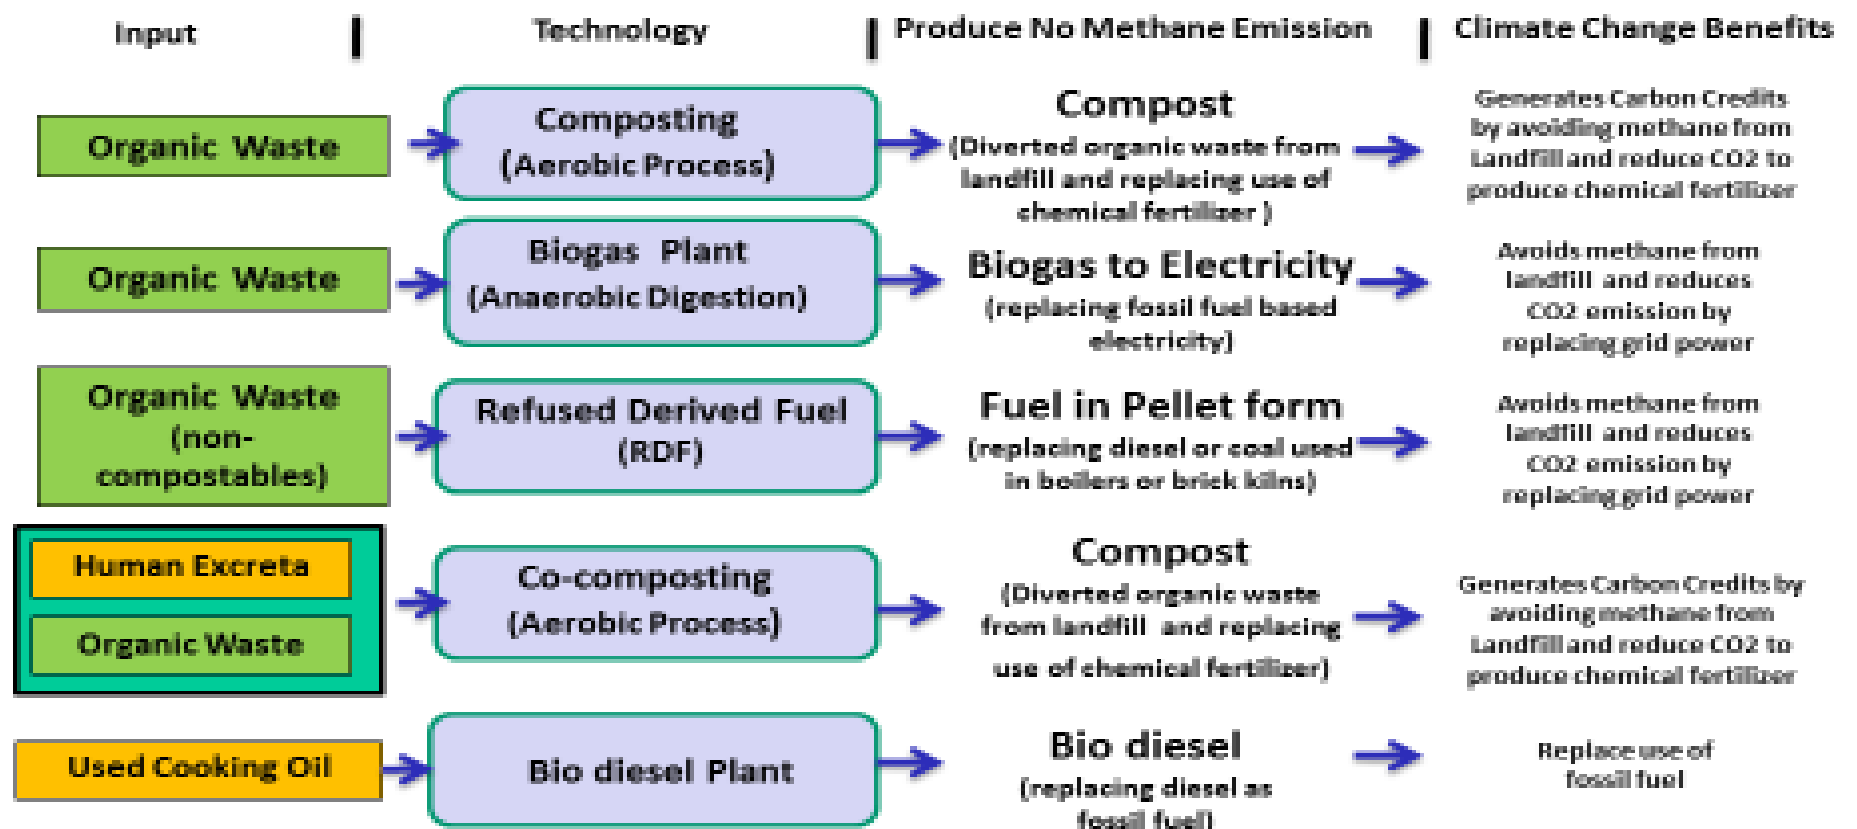 Input | Technology | Produce No Methane Emission | Climate Change Benefits
Organic Waste
Composting
(Aerobic Process)
Compost
(Diverted organic waste from
landfill and replacing use of
chemical fertilizer )
Generates Carbon Credits
by avoiding methane from
Landfill and reduce CO2 to
produce chemical fertilizer
Organic Waste
Biogas Plant
(Anaerobic Digestion)
Biogas to Electricity
(replacing fossil fuel based
electricity)
Avoids methane from
landfill and reduces
CO2 emission by
replacing grid power
Organic Waste
(non-
compostables)
Refused Derived Fuel
(RDF)
Fuel in Pellet form
(replacing diesel or coal used
in boilers or brick kilns)
Avoids methane from
landfill and reduces
CO2 emission by
replacing grid power
Human Excreta
Organic Waste
Co-composting
(Aerobic Process)
Compost
(Diverted organic waste
from landfill and replacing
use of chemical fertilizer)
Generates Carbon Credits by
avoiding methane from
Landfill and reduce CO2 to
produce chemical fertilizer
Used Cooking Oil
Bio diesel Plant
Bio diesel
(replacing diesel as
fossil fuel)
Replace use of
fossil fuel